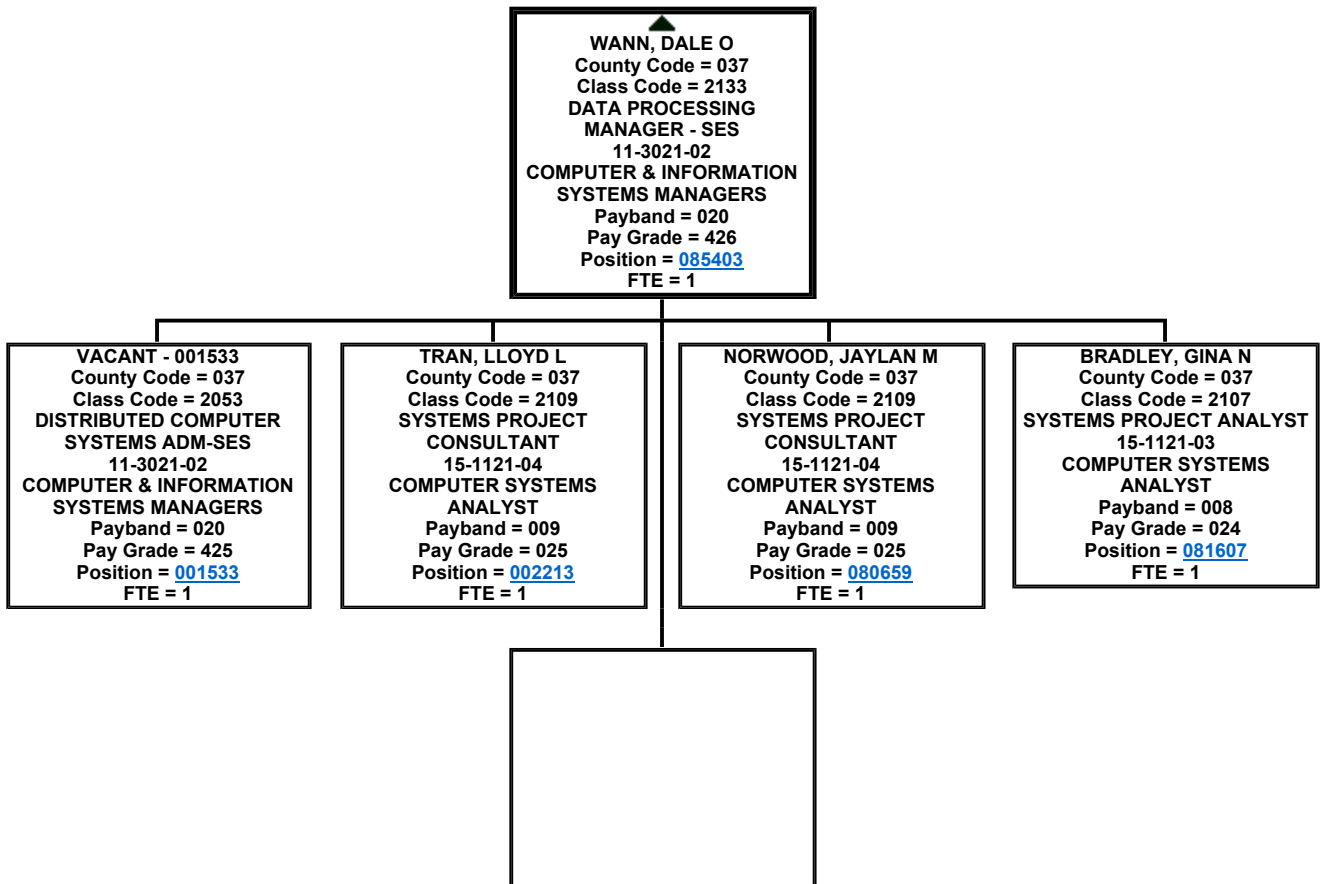 WANN, DALE O
County Code = 037
Class Code = 2133
DATA PROCESSING
MANAGER - SES
11-3021-02
COMPUTER & INFORMATION
SYSTEMS MANAGERS
Payband = 020
Pay Grade = 426
Position = 085403
FTE = 1
VACANT - 001533
County Code = 037
Class Code = 2053
DISTRIBUTED COMPUTER
SYSTEMS ADM-SES
11-3021-02
COMPUTER & INFORMATION
SYSTEMS MANAGERS
Payband = 020
Pay Grade = 425
Position = 001533
FTE = 1
TRAN, LLOYD L
County Code = 037
Class Code = 2109
SYSTEMS PROJECT
CONSULTANT
15-1121-04
COMPUTER SYSTEMS
ANALYST
Payband = 009
Pay Grade = 025
Position = 002213
FTE = 1
NORWOOD, JAYLAN M
County Code = 037
Class Code = 2109
SYSTEMS PROJECT
CONSULTANT
15-1121-04
COMPUTER SYSTEMS
ANALYST
Payband = 009
Pay Grade = 025
Position = 080659
FTE = 1
BRADLEY, GINA N
County Code = 037
Class Code = 2107
SYSTEMS PROJECT ANALYST
15-1121-03
COMPUTER SYSTEMS
ANALYST
Payband = 008
Pay Grade = 024
Position = 081607
FTE = 1